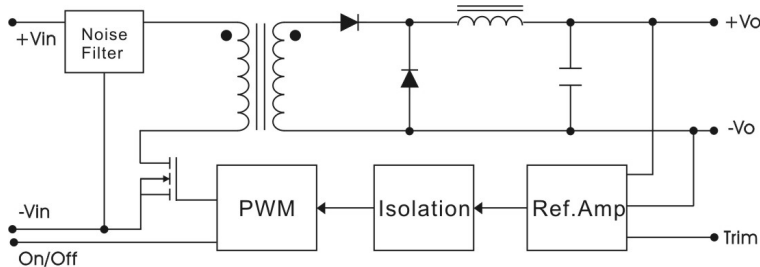 +Vin
Noise
Filter
+Vo
-Vo
-Vin
On/Off
PWM
Isolation
Ref.Amp
Trim